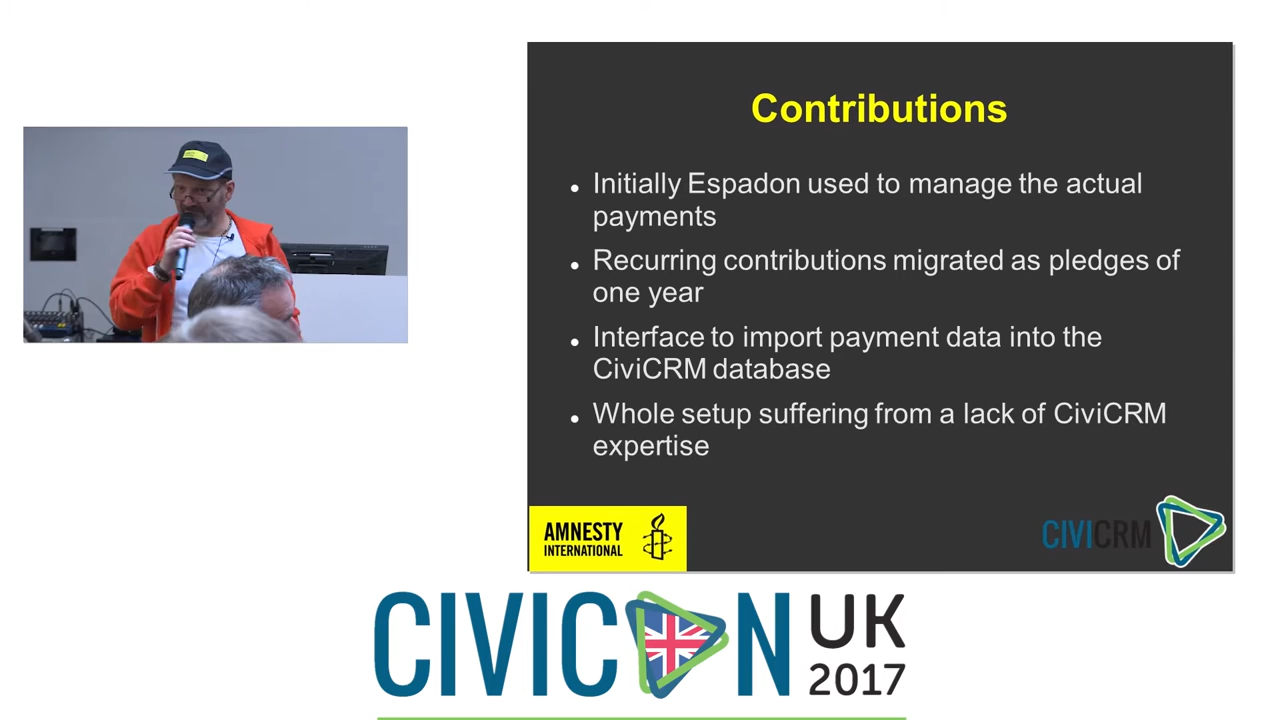 Contributions
Initially Espadon used to manage the actual
payments
Recurring contributions migrated as pledges of
one year
Interface to import payment data into the
CiviCRM database
Whole setup suffering from a lack of CiviCRM
expertise
AMNESTY
INTERNATIONAL
CIVICRM
CIVICON UK
2017